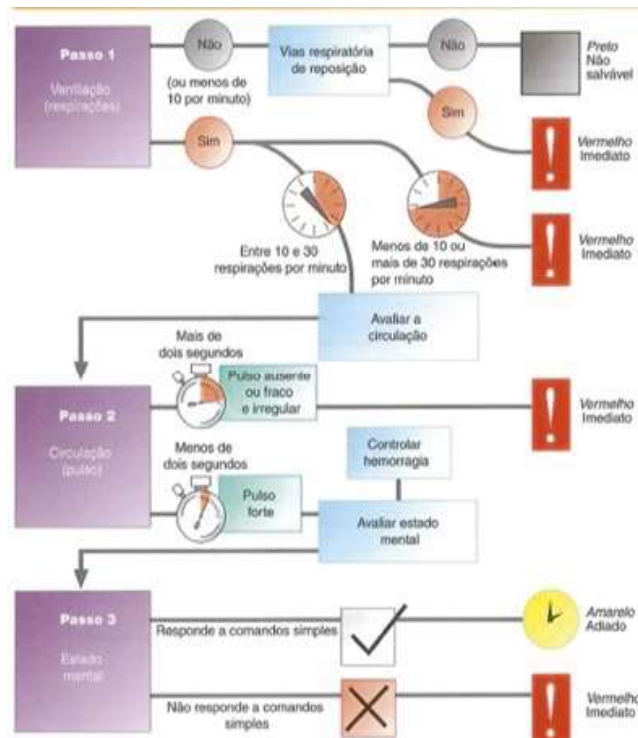 Passo 1
Ventilação
(respirações)
Não
(ou menos de
10 por minuto)
Vias respiratória
de reposição
Não
Preto
Não
salvável
Sim
Vermelho
Imediato
Sim
Entre 10 e 30
respirações por minuto
Menos de 10 ou
mais de 30 respirações
por minuto
Vermelho
Imediato
Avaliar a
circulação
Passo 2
Circulação
(pulso)
Mais de
dois segundos
Pulso ausente
ou fraco
e irregular
Vermelho
Imediato
Menos de
dois segundos
Pulso
forte
Controlar
hemorragia
Avaliar estado
mental
Passo 3
Estado
mental
Responde a comandos simples
Amarelo
Adiado
Não responde a comandos
simples
Vermelho
Imediato